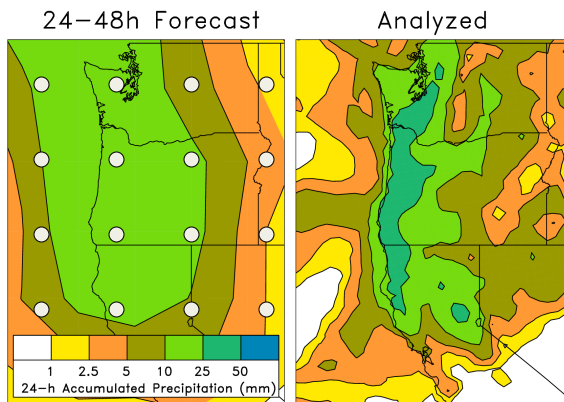 24-48h Forecast
Analyzed
1 2.5 5 10 25 50
24-h Accumulated Precipitation (mm)